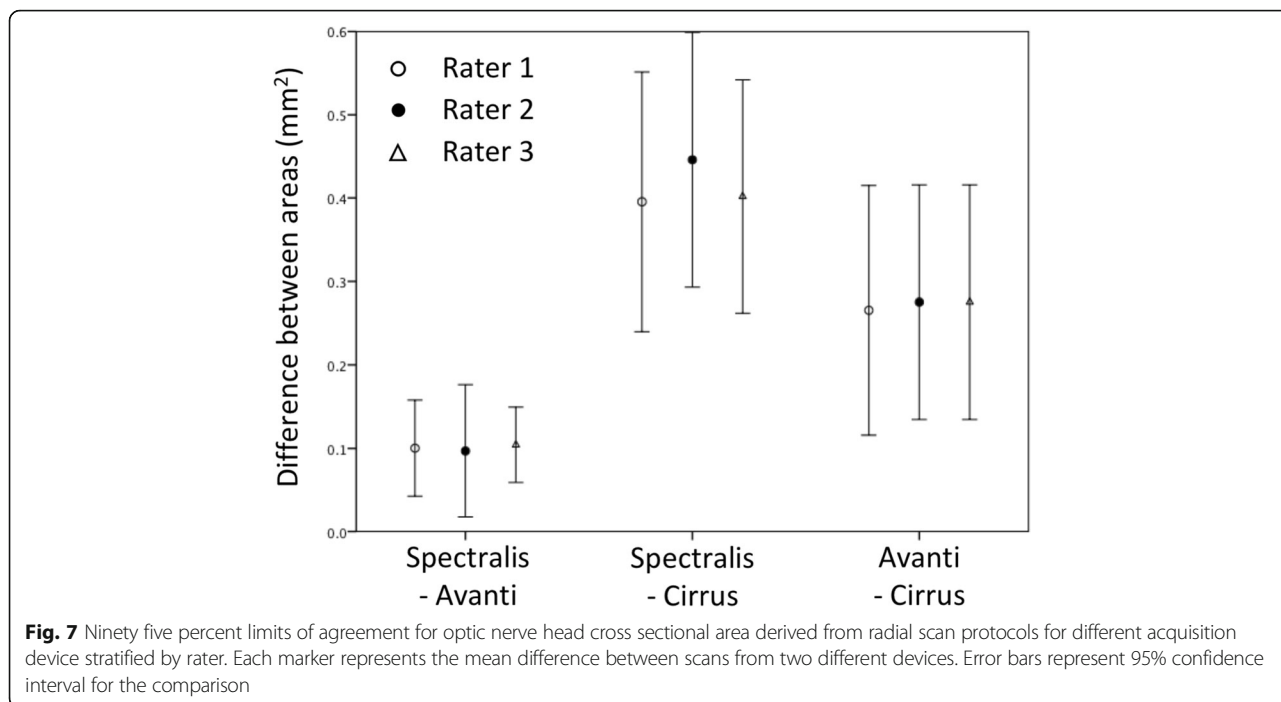 Difference between areas (mm²)
0.6
0.5
0.4
0.3
0.2
0.1
0.0
Rater 1
Rater 2
Rater 3
Spectralis
- Avanti
Spectralis
- Cirrus
Avanti
- Cirrus
Fig. 7 Ninety five percent limits of agreement for optic nerve head cross sectional area derived from radial scan protocols for different acquisition
device stratified by rater. Each marker represents the mean difference between scans from two different devices. Error bars represent 95% confidence
interval for the comparison